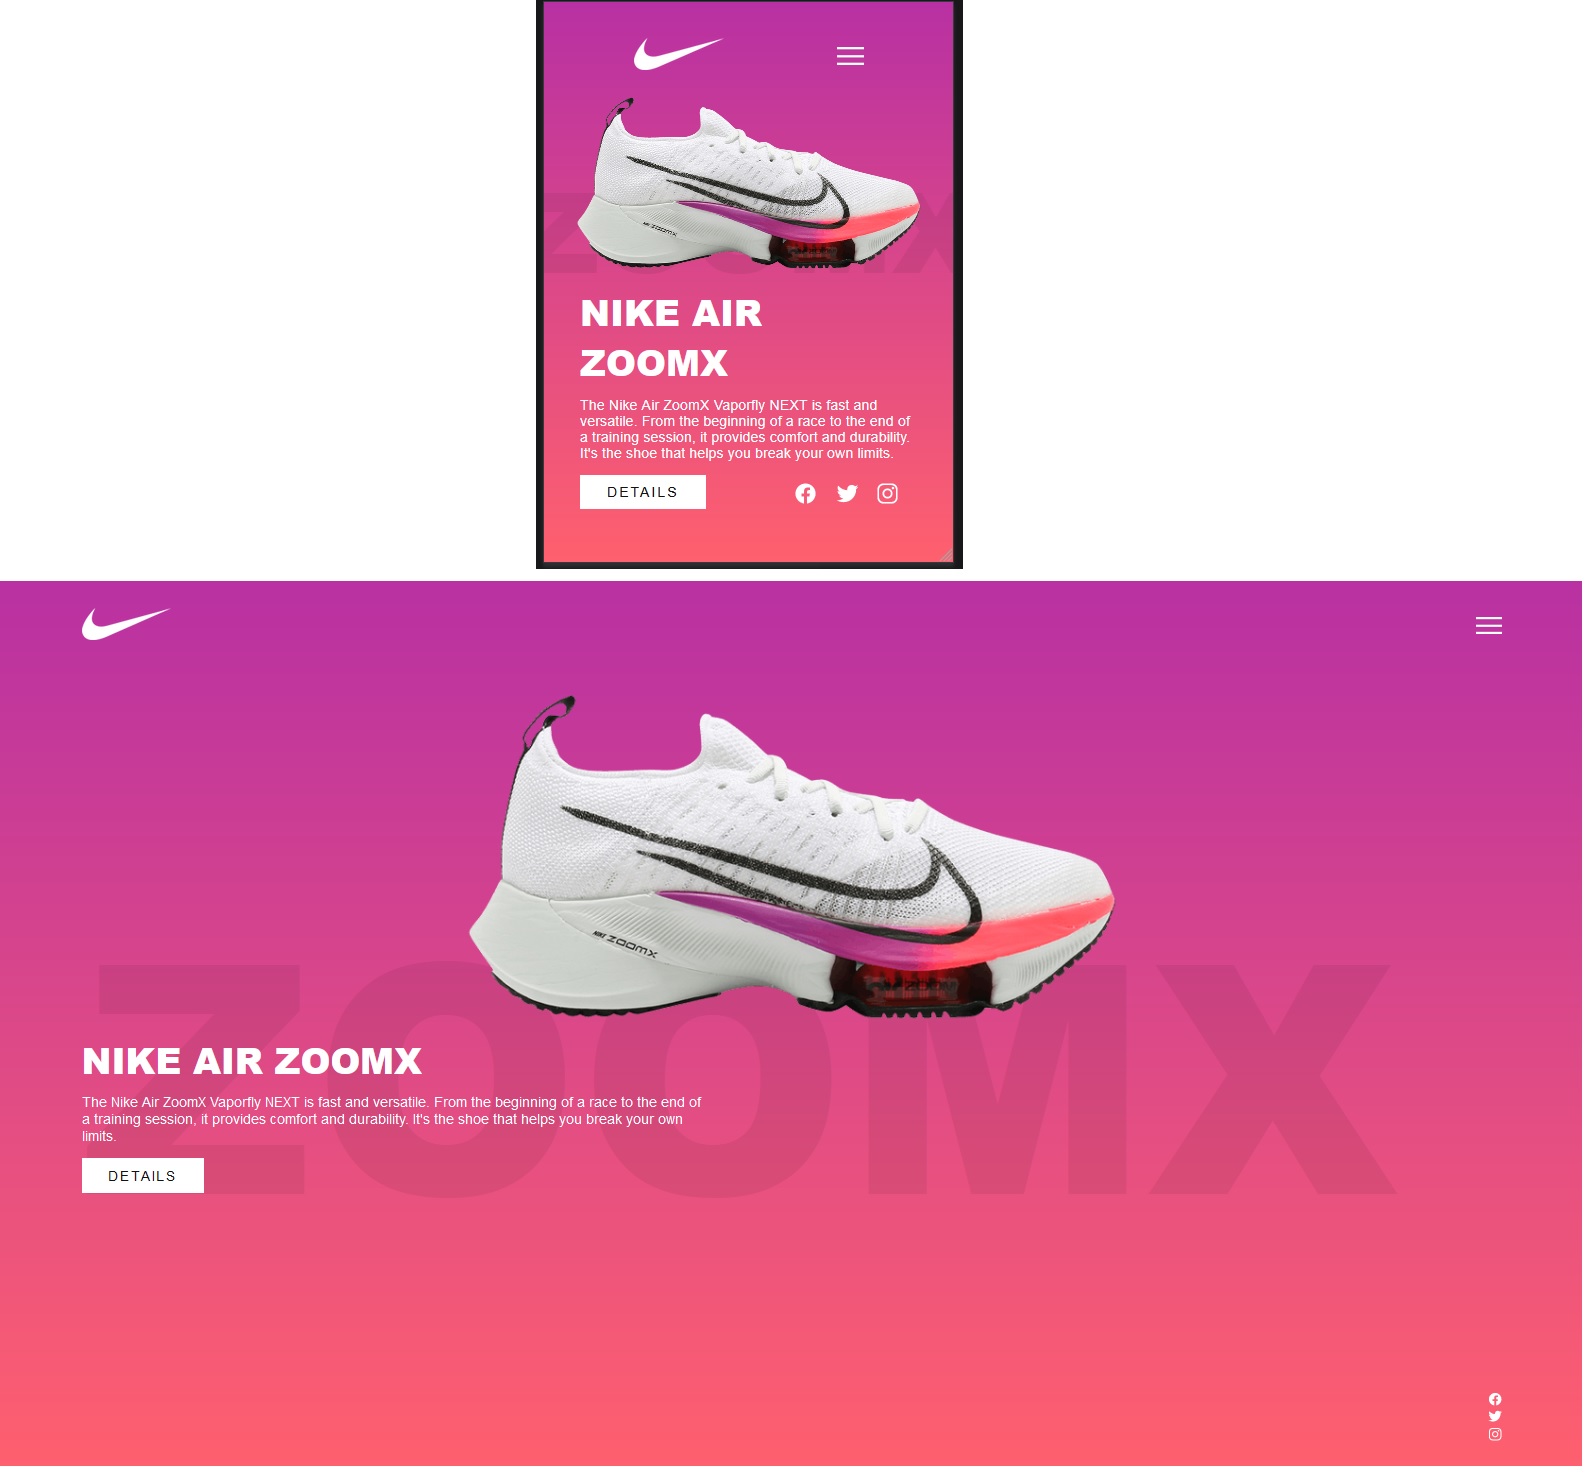 ZOOMX
NIKE AIR
ZOOMX
The Nike Air ZoomX Vaporfly NEXT is fast and
versatile. From the beginning of a race to the end of
a training session, it provides comfort and durability.
It's the shoe that helps you break your own limits.
DETAILS
NIKE ZOOMX
ZOOMX
NIKE AIR ZOOMX
The Nike Air ZoomX Vaporfly NEXT is fast and versatile. From the beginning of a race to the end of
a training session, it provides comfort and durability. It's the shoe that helps you break your own
limits.
DETAILS